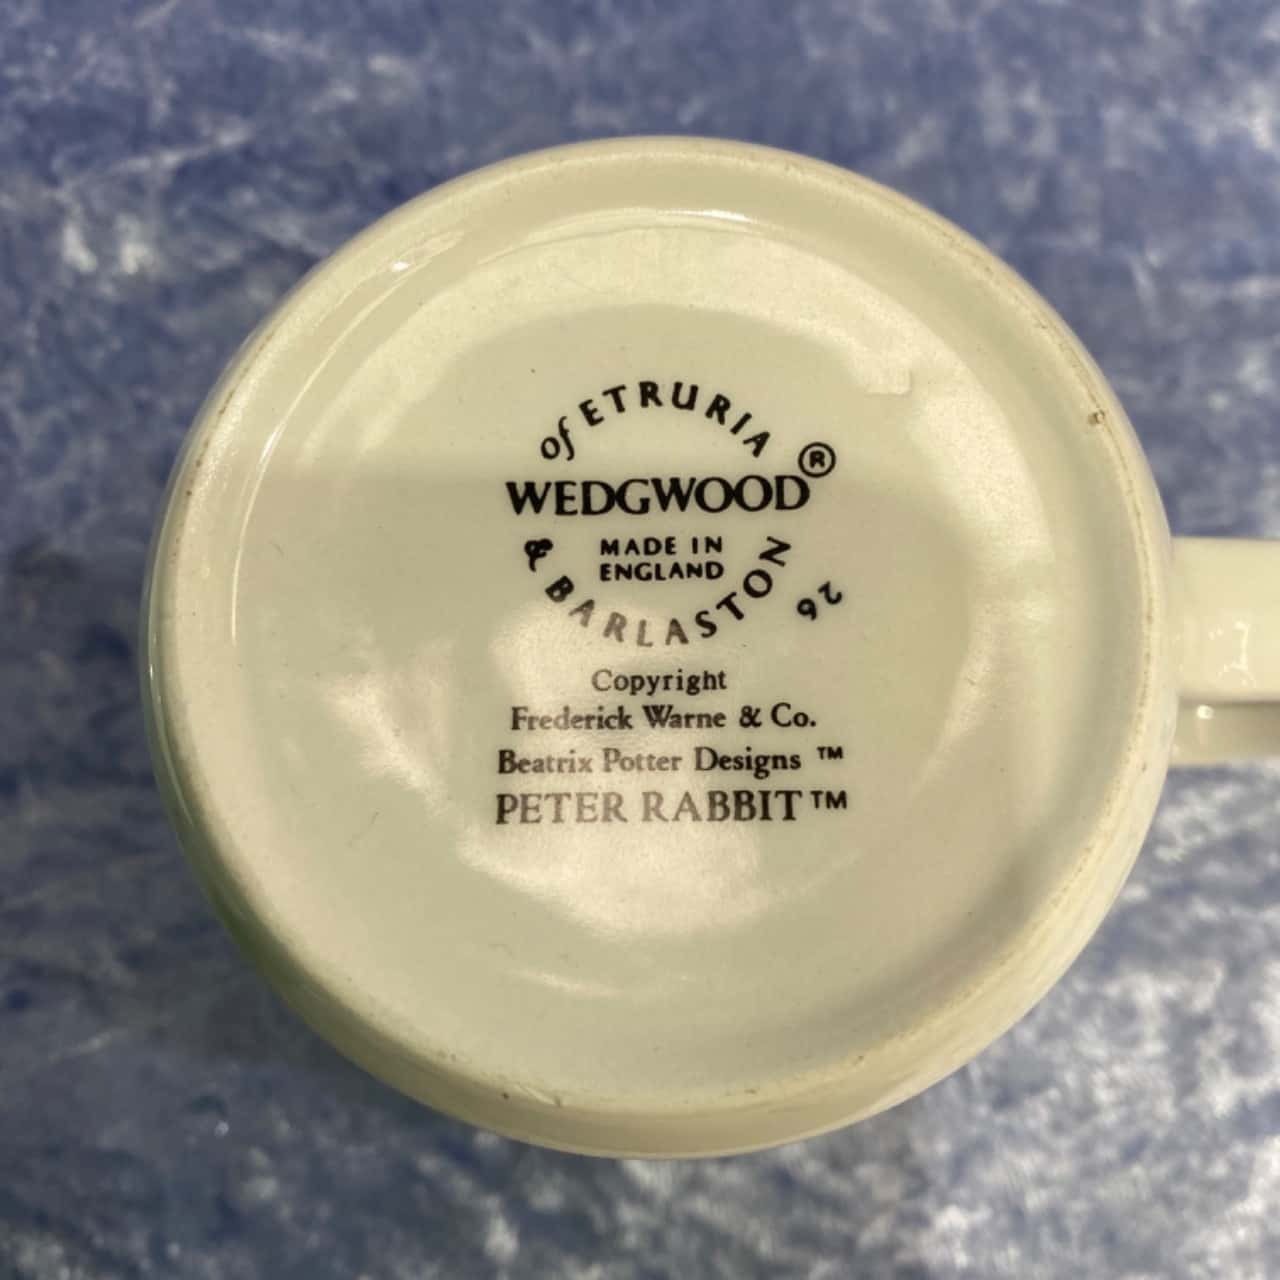 of ETRURIA
WEDGWOOD ®
MADE IN
ENGLAND
& BARLASTON
26
Copyright
Frederick Warne & Co.
Beatrix Potter Designs ™
PETER RABBIT™